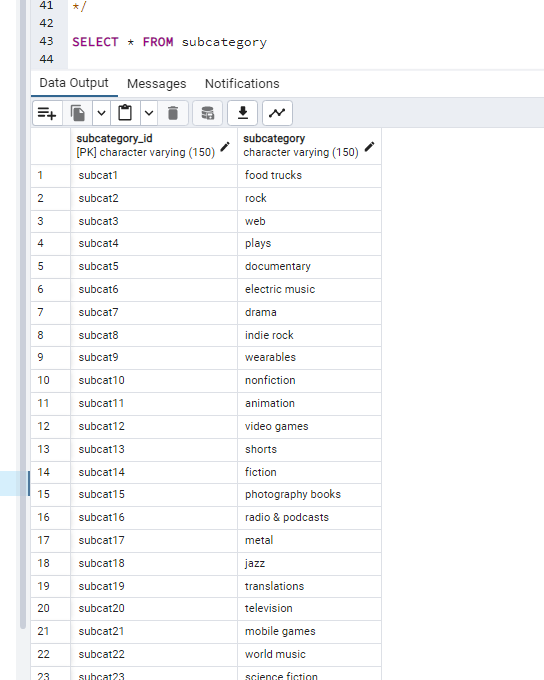 41 */
42
43 SELECT * FROM subcategory
44
Data Output Messages Notifications
subcategory_id subcategory
[PK] character varying (150) character varying (150)
1 subcat1 food trucks
2 subcat2 rock
3 subcat3 web
4 subcat4 plays
5 subcat5 documentary
6 subcat6 electric music
7 subcat7 drama
8 subcat8 indie rock
9 subcat9 wearables
10 subcat10 nonfiction
11 subcat11 animation
12 subcat12 video games
13 subcat13 shorts
14 subcat14 fiction
15 subcat15 photography books
16 subcat16 radio & podcasts
17 subcat17 metal
18 subcat18 jazz
19 subcat19 translations
20 subcat20 television
21 subcat21 mobile games
22 subcat22 world music
23 subcat23 science fiction